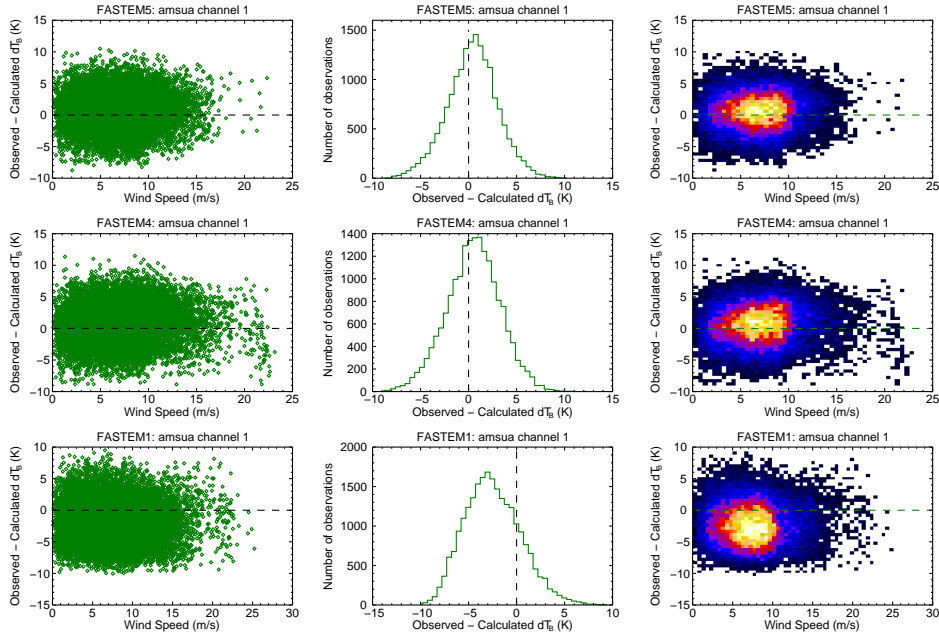 FASTEM5: amsua channel 1
Observed − Calculated dT_B (K)
15
10
5
0
−5
−10
0 5 10 15 20 25
Wind Speed (m/s)
FASTEM5: amsua channel 1
Number of observations
1500
1000
500
0
−10 −5 0 5 10 15
Observed − Calculated dT_B (K)
FASTEM5: amsua channel 1
Observed − Calculated dT_B (K)
15
10
5
0
−5
−10
0 5 10 15 20 25
Wind Speed (m/s)
FASTEM4: amsua channel 1
Observed − Calculated dT_B (K)
15
10
5
0
−5
−10
0 5 10 15 20 25 30
Wind Speed (m/s)
FASTEM4: amsua channel 1
Number of observations
1400
1200
1000
800
600
400
200
0
−10 −5 0 5 10 15
Observed − Calculated dT_B (K)
FASTEM4: amsua channel 1
Observed − Calculated dT_B (K)
15
10
5
0
−5
−10
0 5 10 15 20 25
Wind Speed (m/s)
FASTEM1: amsua channel 1
Observed − Calculated dT_B (K)
10
5
0
−5
−10
−15
0 5 10 15 20 25 30
Wind Speed (m/s)
FASTEM1: amsua channel 1
Number of observations
2000
1500
1000
500
0
−15 −10 −5 0 5 10
Observed − Calculated dT_B (K)
FASTEM1: amsua channel 1
Observed − Calculated dT_B (K)
10
5
0
−5
−10
−15
0 5 10 15 20 25 30
Wind Speed (m/s)